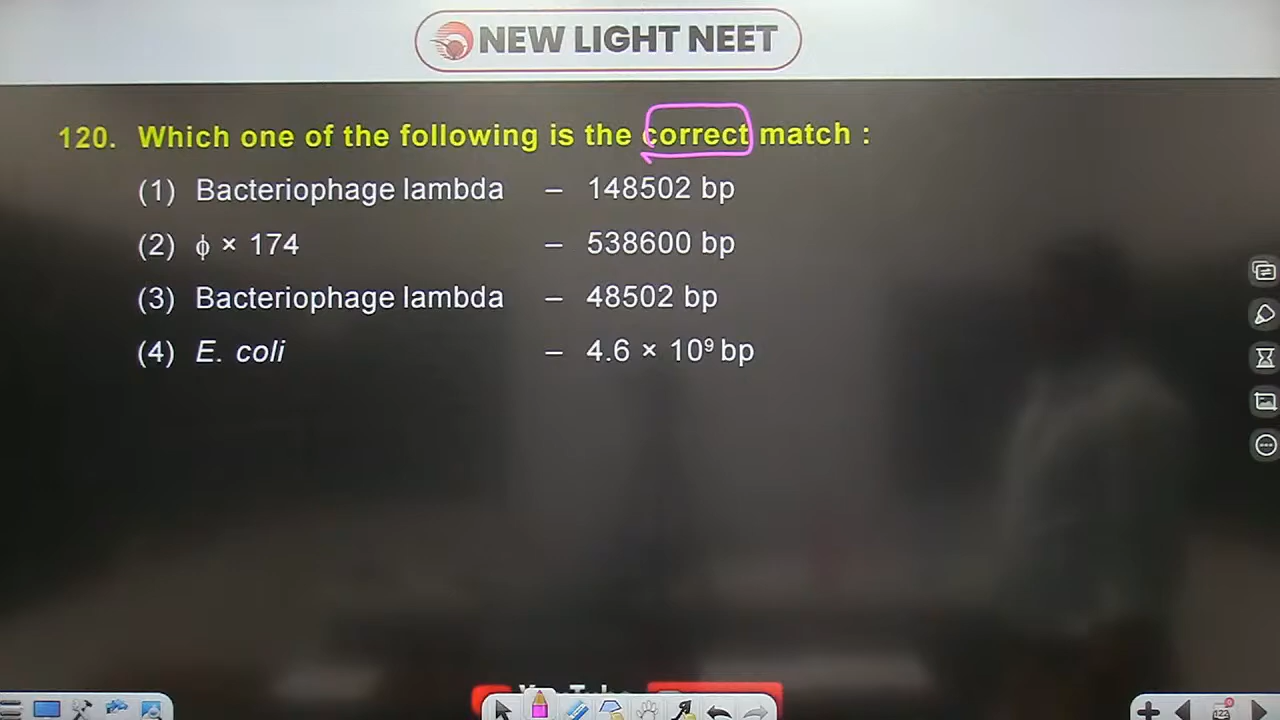 NEW LIGHT NEET
120. Which one of the following is the correct match :
(1) Bacteriophage lambda – 148502 bp
(2) ϕ × 174 – 538600 bp
(3) Bacteriophage lambda – 48502 bp
(4) E. coli – 4.6 × 10⁹ bp